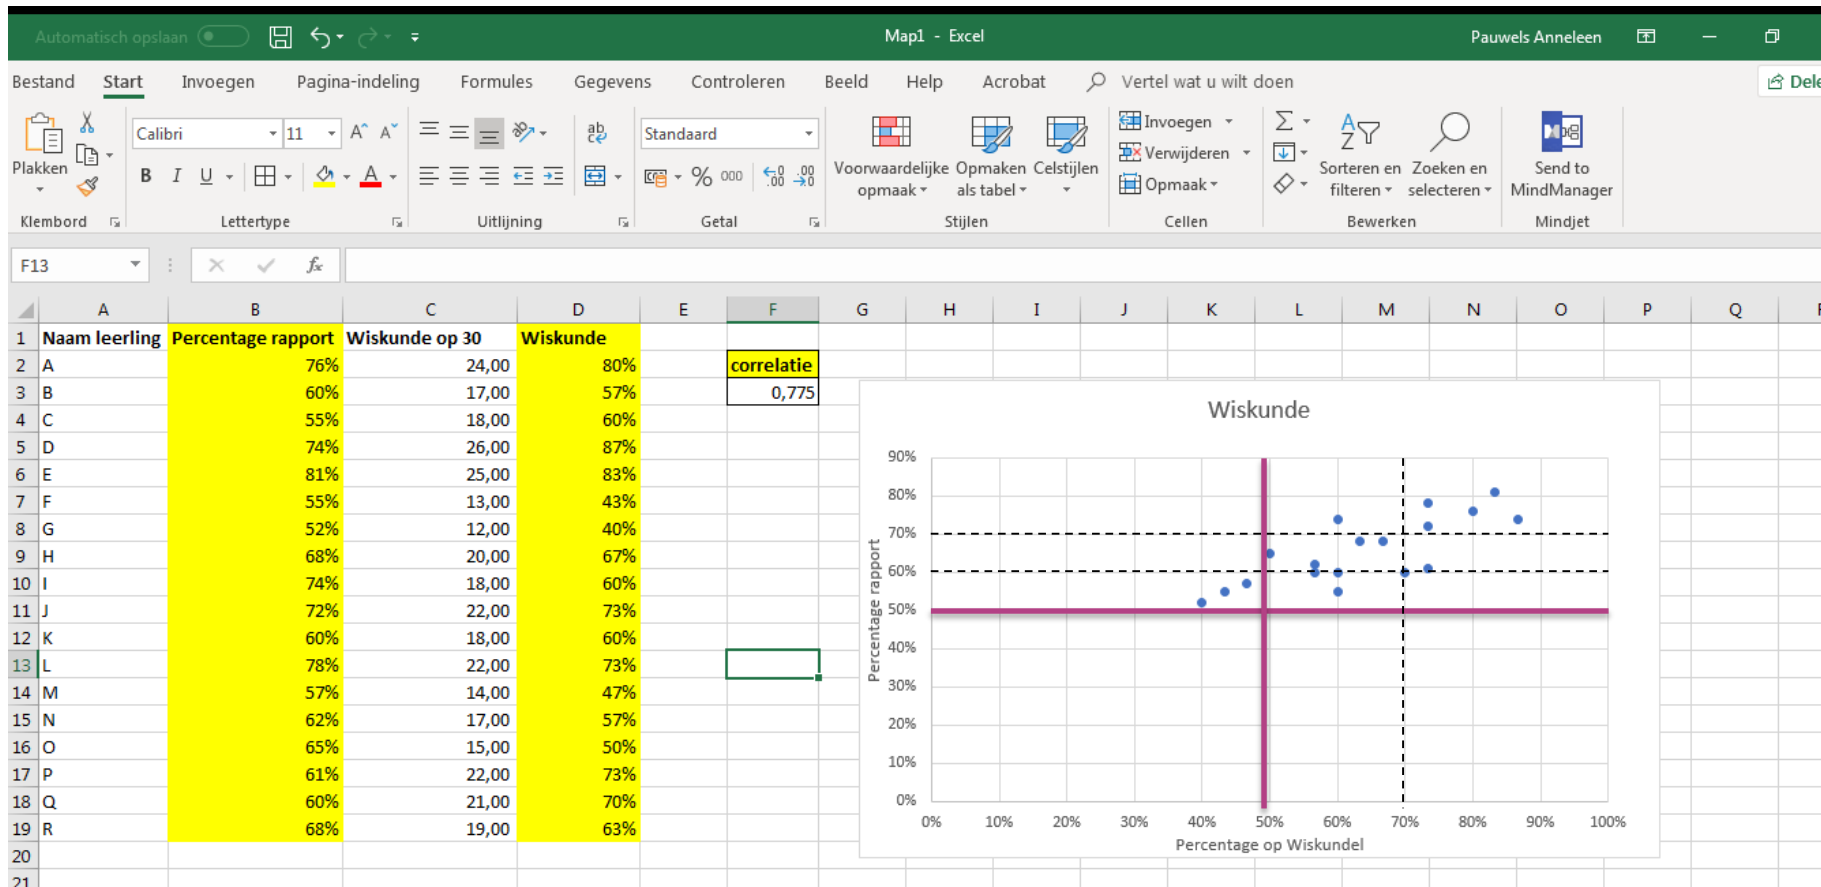 Automatisch opslaan
Map1 - Excel
Pauwels Anneleen
Bestand Start Invoegen Pagina-indeling Formules Gegevens Controleren Beeld Help Acrobat Vertel wat u wilt doen
Plakken
Klembord
Calibri 11
B I U
Lettertype
Uitlijning
Standaard
% 000
Getal
Voorwaardelijke opmaak
Opmaken als tabel
Celstijlen
Stijlen
Invoegen
Verwijderen
Opmaak
Cellen
Sorteren en filteren
Zoeken en selecteren
Bewerken
Send to MindManager
Mindjet
F13 fx
A B C D E F G H I J K L M N O P Q
1 Naam leerling Percentage rapport Wiskunde op 30 Wiskunde
2 A 76% 24,00 80% correlatie
3 B 60% 17,00 57% 0,775
4 C 55% 18,00 60%
5 D 74% 26,00 87%
6 E 81% 25,00 83%
7 F 55% 13,00 43%
8 G 52% 12,00 40%
9 H 68% 20,00 67%
10 I 74% 18,00 60%
11 J 72% 22,00 73%
12 K 60% 18,00 60%
13 L 78% 22,00 73%
14 M 57% 14,00 47%
15 N 62% 17,00 57%
16 O 65% 15,00 50%
17 P 61% 22,00 73%
18 Q 60% 21,00 70%
19 R 68% 19,00 63%
20
21
Wiskunde
Percentage rapport
90%
80%
70%
60%
50%
40%
30%
20%
10%
0%
0% 10% 20% 30% 40% 50% 60% 70% 80% 90% 100%
Percentage op Wiskundel